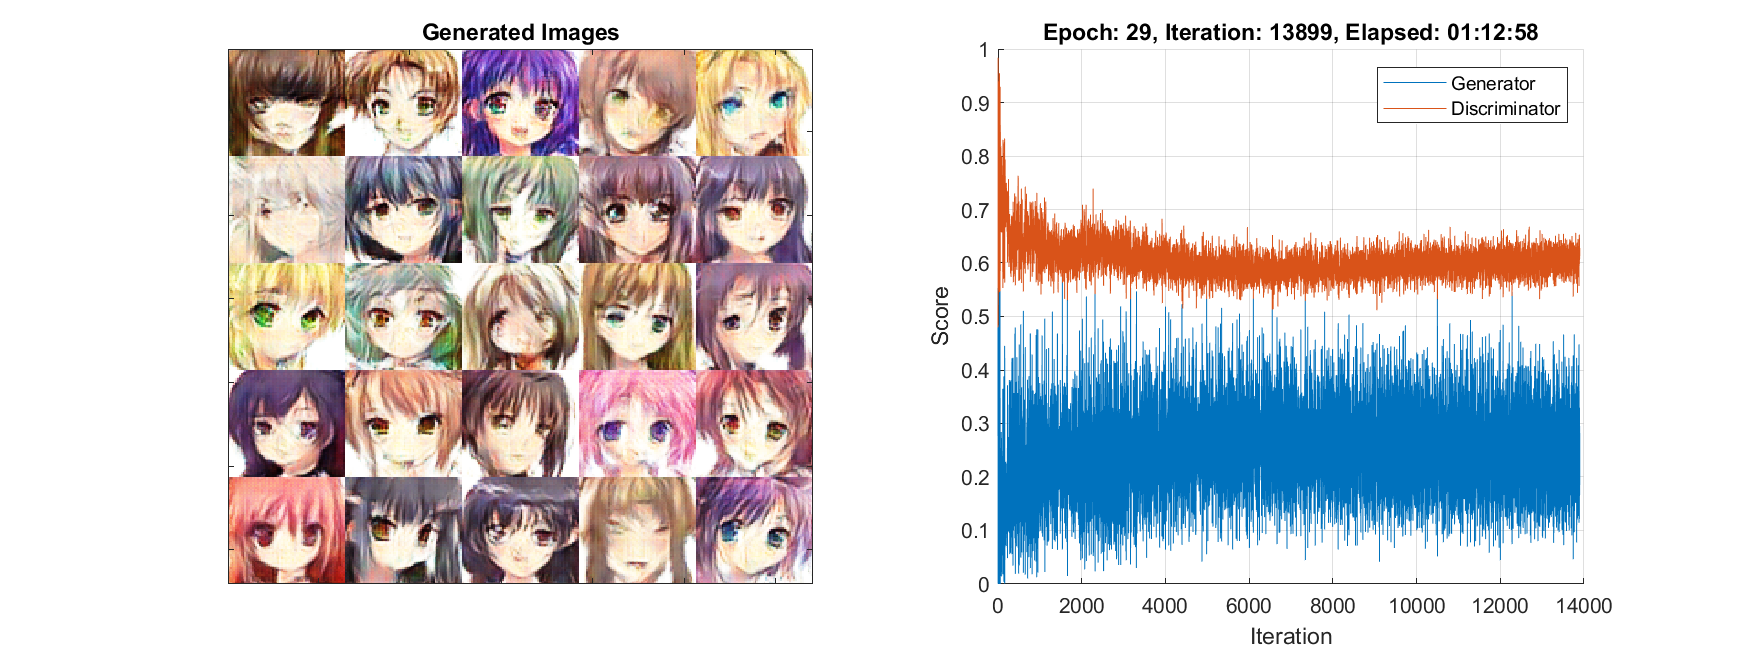 Generated Images
Epoch: 29, Iteration: 13899, Elapsed: 01:12:58
Generator
Discriminator
1
0.9
0.8
0.7
0.6
0.5
0.4
0.3
0.2
0.1
0
Score
0 2000 4000 6000 8000 10000 12000 14000
Iteration